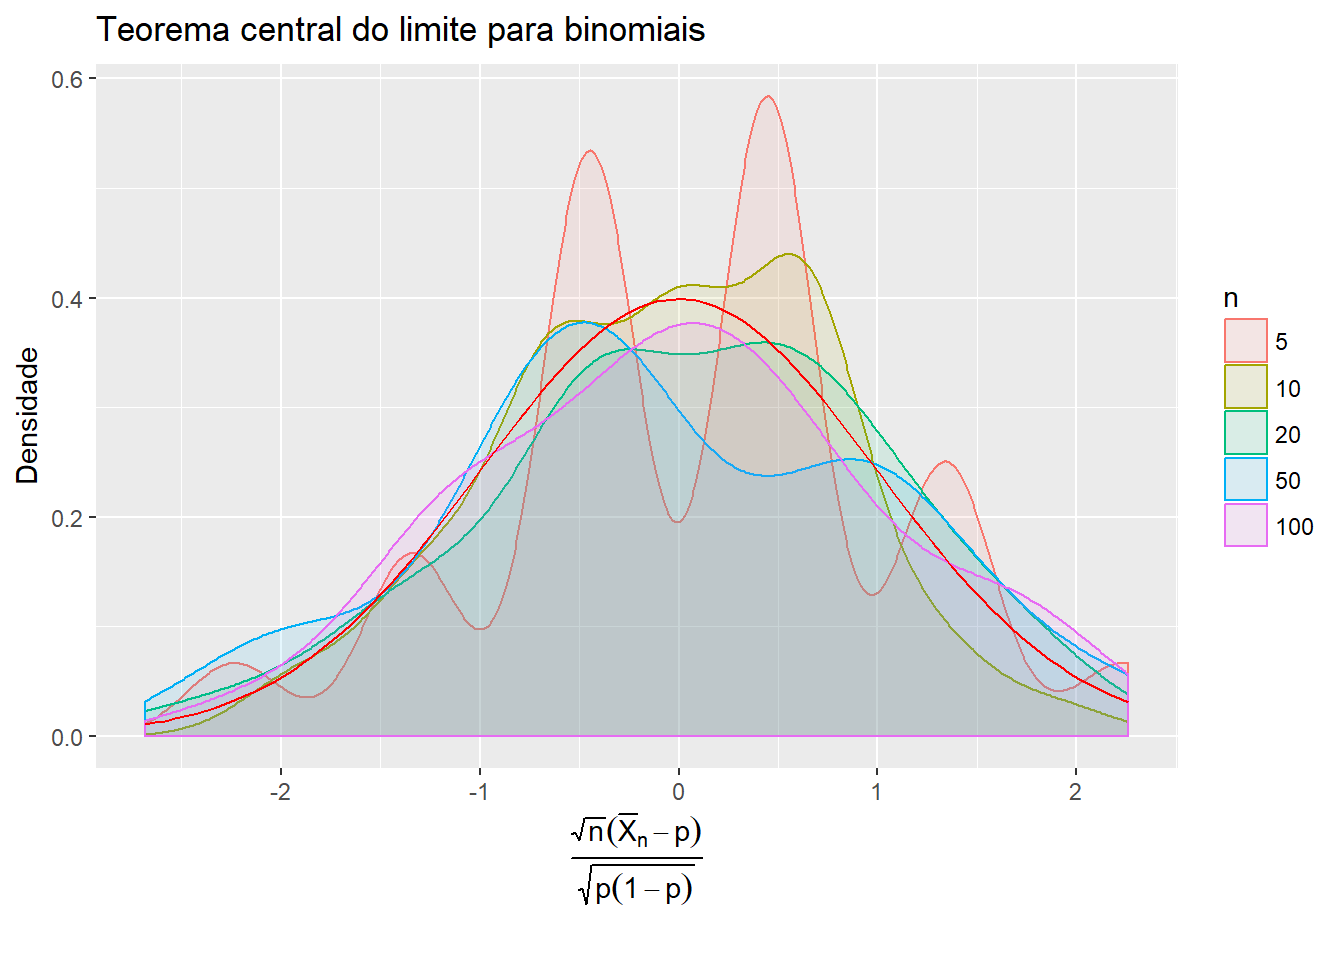 Teorema central do limite para binomiais
Densidade
0.6
0.4
0.2
0.0
-2 -1 0 1 2
√n(X̅ₙ−p)
√p(1−p)
n
5
10
20
50
100